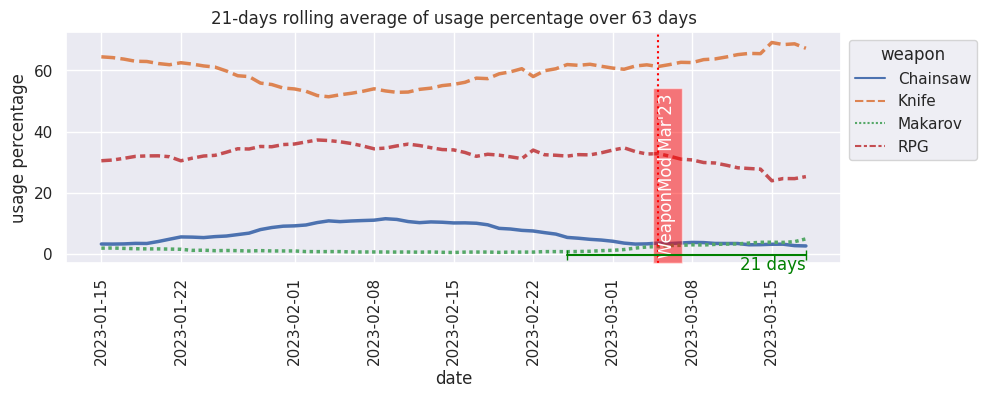 21-days rolling average of usage percentage over 63 days
usage percentage
60
40
20
0
WeaponMod Mar'23
21 days
2023-01-15
2023-01-22
2023-02-01
2023-02-08
2023-02-15
2023-02-22
2023-03-01
2023-03-08
2023-03-15
date
weapon
Chainsaw
Knife
Makarov
RPG